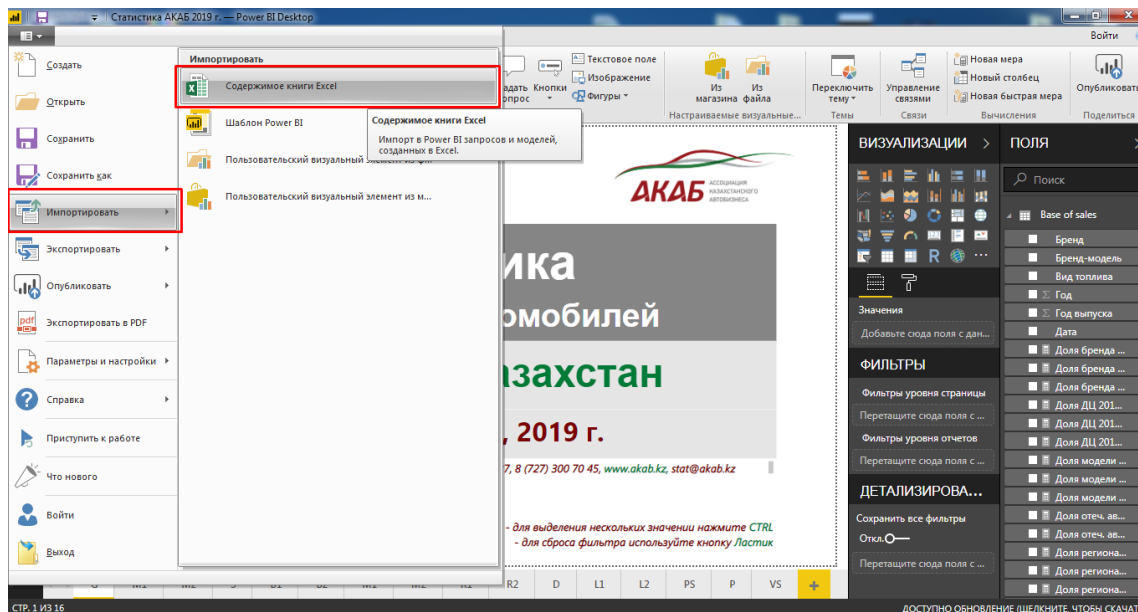 Статистика АКАБ 2019 г. — Power BI Desktop
Войти
Создать
Открыть
Сохранить
Сохранить как
Импортировать
Экспортировать
Опубликовать
Экспортировать в PDF
Параметры и настройки
Справка
Приступить к работе
Что нового
Войти
Выход
Импортировать
Содержимое книги Excel
Шаблон Power BI
Пользовательский визуальный элемент из ф...
Пользовательский визуальный элемент из м...
Содержимое книги Excel
Импорт в Power BI запросов и моделей,
созданных в Excel.
Кнопки
Текстовое поле
Изображение
Фигуры
Из магазина
Из файла
Настраиваемые визуальные...
Переключить тему
Темы
Управление связями
Связи
Новая мера
Новый столбец
Новая быстрая мера
Вычисления
Опубликовать
Поделиться
АКАБ
АССОЦИАЦИЯ
КАЗАХСТАНСКОГО
АВТОБИЗНЕСА
ика
омобилей
азахстан
, 2019 г.
7, 8 (727) 300 70 45, www.akab.kz, stat@akab.kz
- для выделения нескольких значении нажмите CTRL
- для сброса фильтра используйте кнопку Ластик
R2 D L1 L2 PS P VS
ВИЗУАЛИЗАЦИИ
R
Значения
Добавьте сюда поля с дан...
ФИЛЬТРЫ
Фильтры уровня страницы
Перетащите сюда поля с ...
Фильтры уровня отчетов
Перетащите сюда поля с ...
ДЕТАЛИЗИРОВА...
Сохранить все фильтры
Откл.
Перетащите сюда поля с ...
ПОЛЯ
Поиск
Base of sales
Бренд
Бренд-модель
Вид топлива
Год
Год выпуска
Дата
Доля бренда ...
Доля бренда ...
Доля бренда ...
Доля ДЦ 201...
Доля ДЦ 201...
Доля ДЦ 201...
Доля модели ...
Доля модели ...
Доля модели ...
Доля отеч. ав...
Доля отеч. ав...
Доля региона...
Доля региона...
Доля региона...
СТР. 1 ИЗ 16
ДОСТУПНО ОБНОВЛЕНИЕ (ЩЕЛКНИТЕ, ЧТОБЫ СКАЧАТ